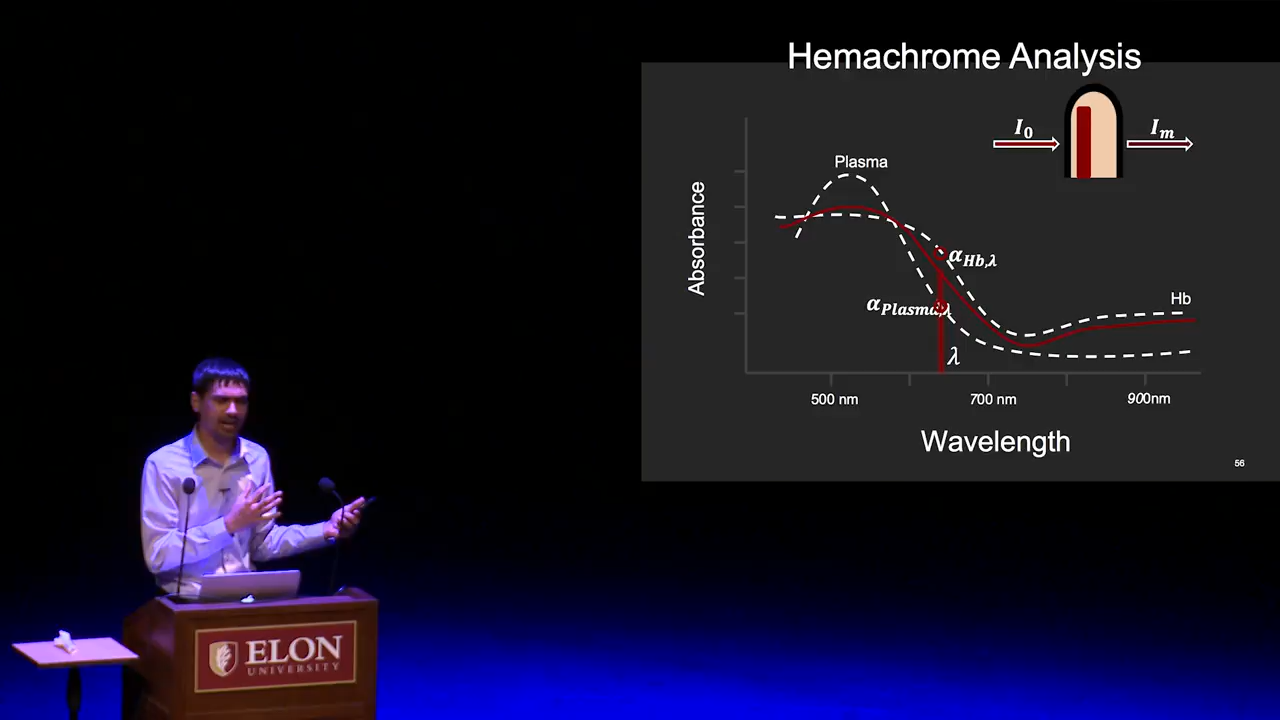 Hemachrome Analysis
I₀
Iₘ
Plasma
Absorbance
α_Hb,λ
α_Plasma,λ
Hb
λ
500 nm
700 nm
900nm
Wavelength
56
ELON
UNIVERSITY